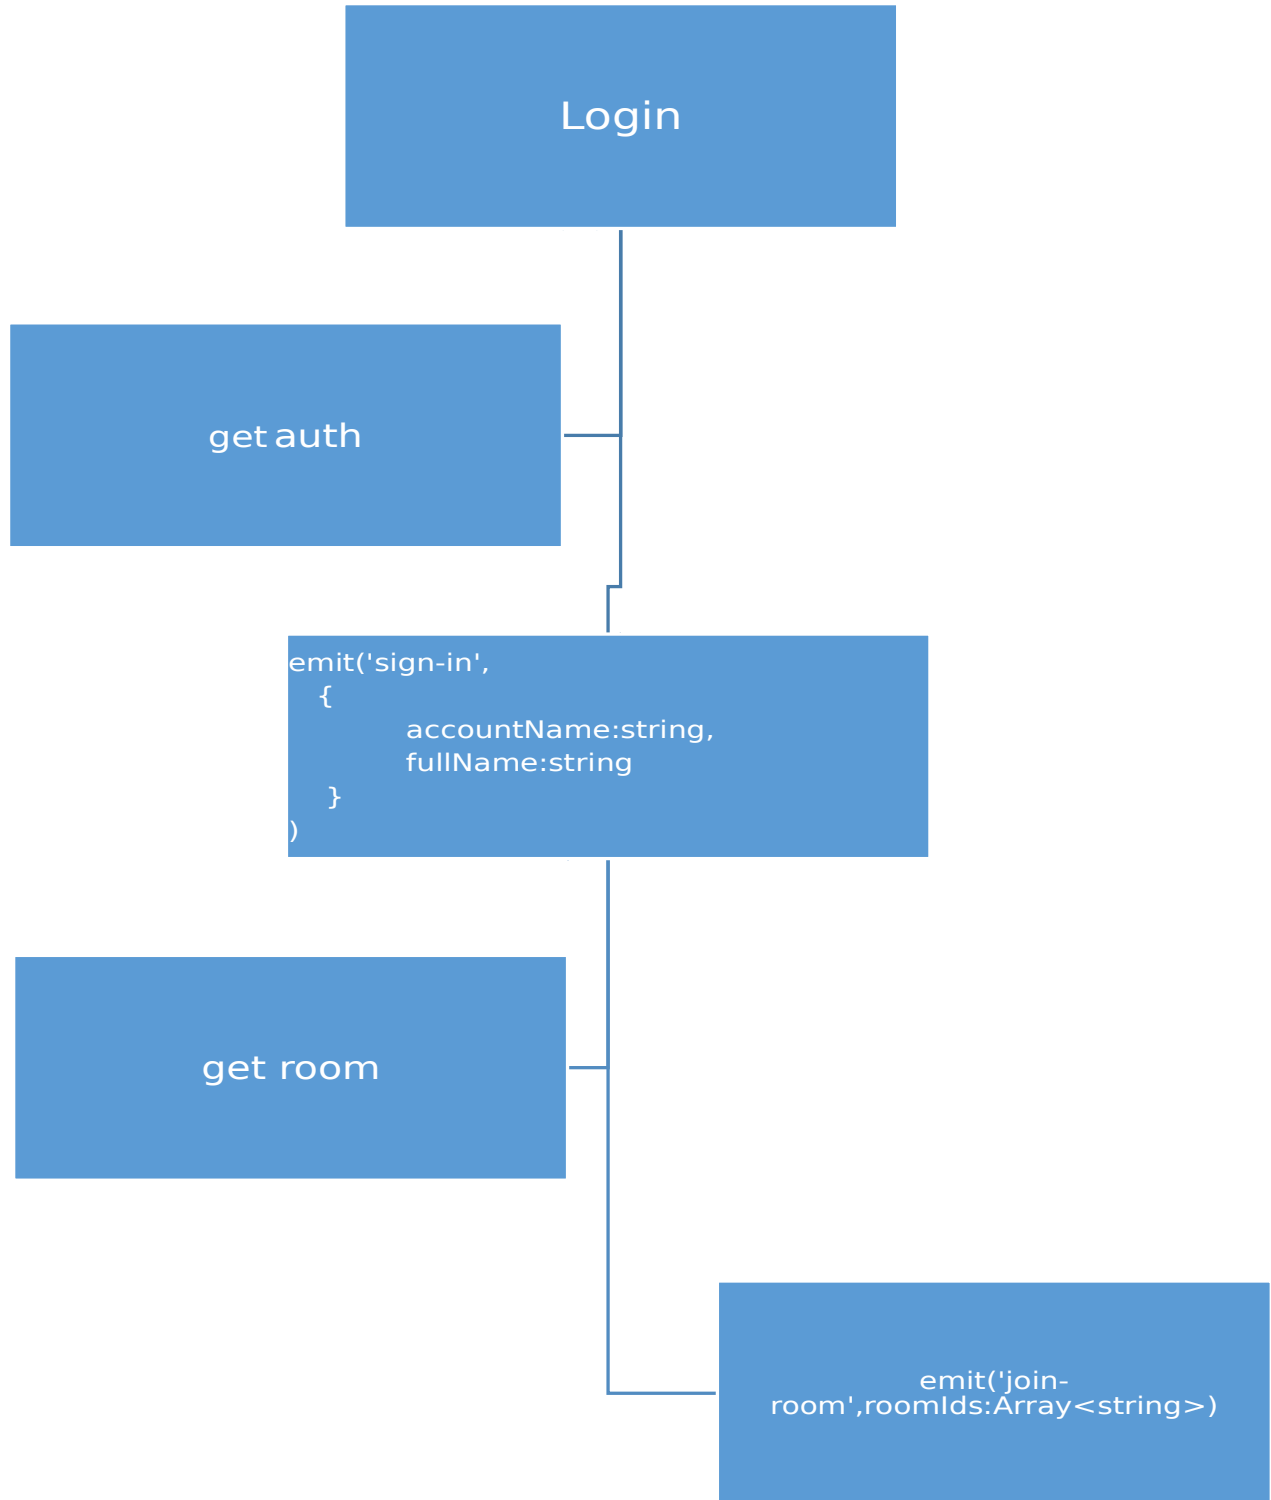 Login
get auth
emit('sign-in',
{
accountName:string,
fullName:string
}
)
get room
emit('join-
room',roomIds:Array<string>)